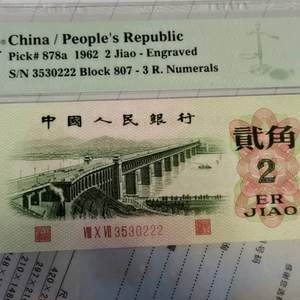 China / People's Republic
Pick# 878a 1962 2 Jiao - Engraved
S/N 3530222 Block 807 - 3 R. Numerals
中國人民銀行
貳角
2
ER
JIAO
VIII X VII 3530222